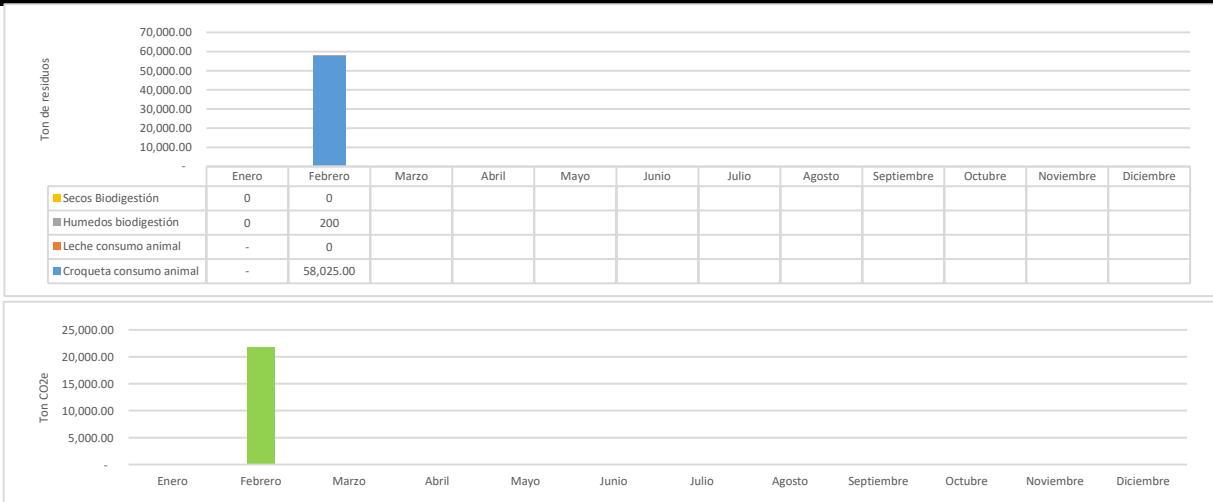 70,000.00
60,000.00
50,000.00
40,000.00
30,000.00
20,000.00
10,000.00
-
Ton de residuos
Enero Febrero Marzo Abril Mayo Junio Julio Agosto Septiembre Octubre Noviembre Diciembre
Secos Biodigestión 0 0
Humedos biodigestión 0 200
Leche consumo animal - 0
Croqueta consumo animal - 58,025.00
25,000.00
20,000.00
15,000.00
10,000.00
5,000.00
-
Ton CO2e
Enero Febrero Marzo Abril Mayo Junio Julio Agosto Septiembre Octubre Noviembre Diciembre